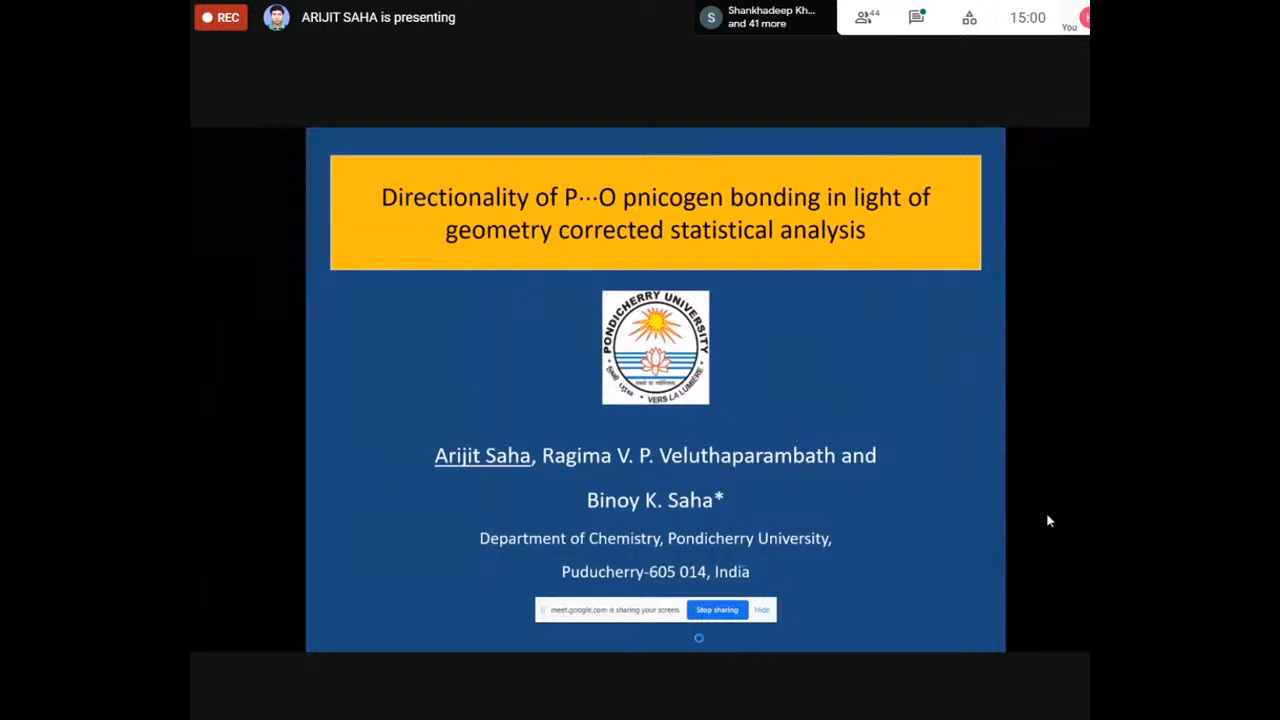 REC
ARIJIT SAHA is presenting
S
Shankhadeep Kh...
and 41 more
44
15:00
You
Directionality of P···O pnicogen bonding in light of
geometry corrected statistical analysis
PONDICHERRY UNIVERSITY
VERS LA LUMIÈRE
Arijit Saha, Ragima V. P. Veluthaparambath and
Binoy K. Saha*
Department of Chemistry, Pondicherry University,
Puducherry-605 014, India
meet.google.com is sharing your screen.
Stop sharing
Hide